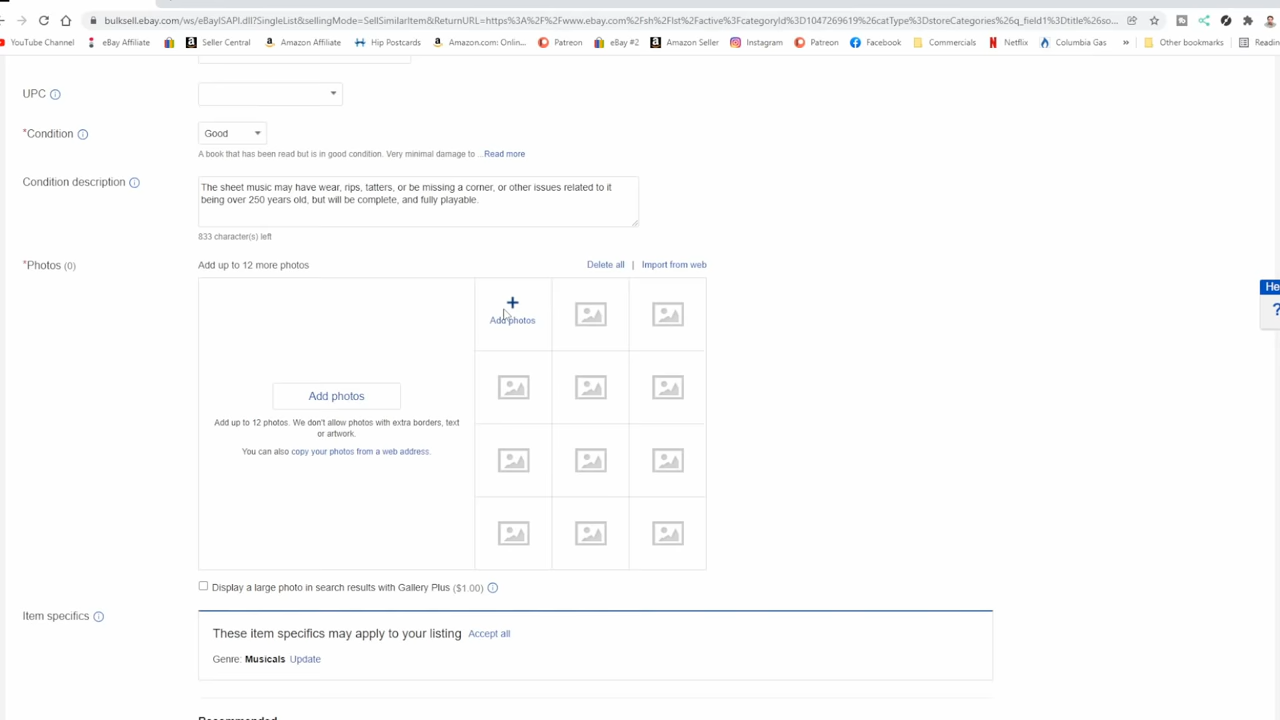 bulksell.ebay.com/ws/eBayISAPI.dll?SingleList&sellingMode=SellSimilarItem&ReturnURL=https%3A%2F%2Fwww.ebay.com%2Fsh%2Flst%2Factive%3FcategoryId%3D1047269619%26catType%3DstoreCategories%26q_field1%3Dtitle%26so...
YouTube Channel eBay Affiliate Seller Central Amazon Affiliate Hip Postcards Amazon.com: Onlin... Patreon eBay #2 Amazon Seller Instagram Patreon Facebook Commercials Netflix Columbia Gas » Other bookmarks Readin
UPC
*Condition Good
A book that has been read but is in good condition. Very minimal damage to ...Read more
Condition description
The sheet music may have wear, rips, tatters, or be missing a corner, or other issues related to it
being over 250 years old, but will be complete, and fully playable.
833 character(s) left
*Photos (0) Add up to 12 more photos Delete all | Import from web
He
?
Add photos
Add photos
Add up to 12 photos. We don't allow photos with extra borders, text
or artwork.
You can also copy your photos from a web address.
Display a large photo in search results with Gallery Plus ($1.00)
Item specifics
These item specifics may apply to your listing Accept all
Genre: Musicals Update
Recommended